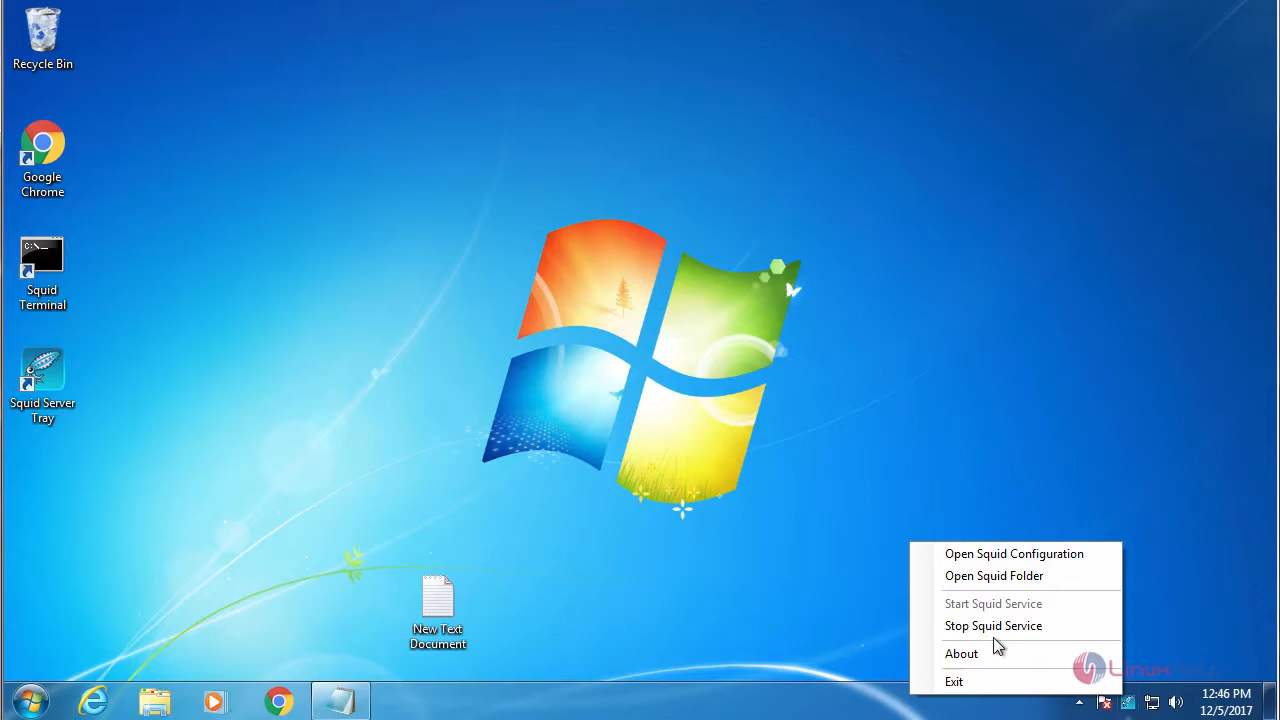 Recycle Bin
Google
Chrome
C:\_
Squid
Terminal
Squid Server
Tray
New Text
Document
Open Squid Configuration
Open Squid Folder
Start Squid Service
Stop Squid Service
About
Exit
12:46 PM
12/5/2017